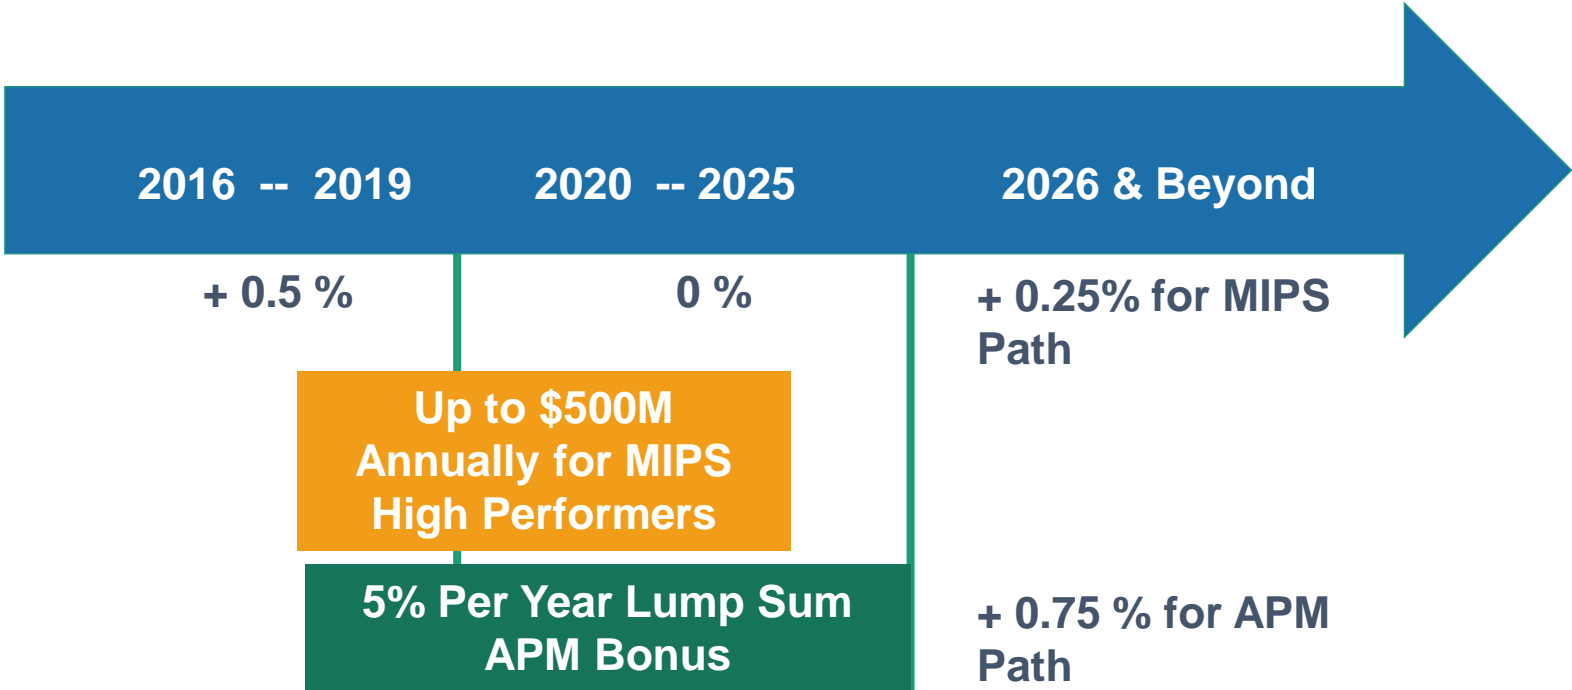 2016 -- 2019
2020 -- 2025
2026 & Beyond
+ 0.5 %
0 %
+ 0.25% for MIPS
Path
Up to $500M
Annually for MIPS
High Performers
5% Per Year Lump Sum
APM Bonus
+ 0.75 % for APM
Path